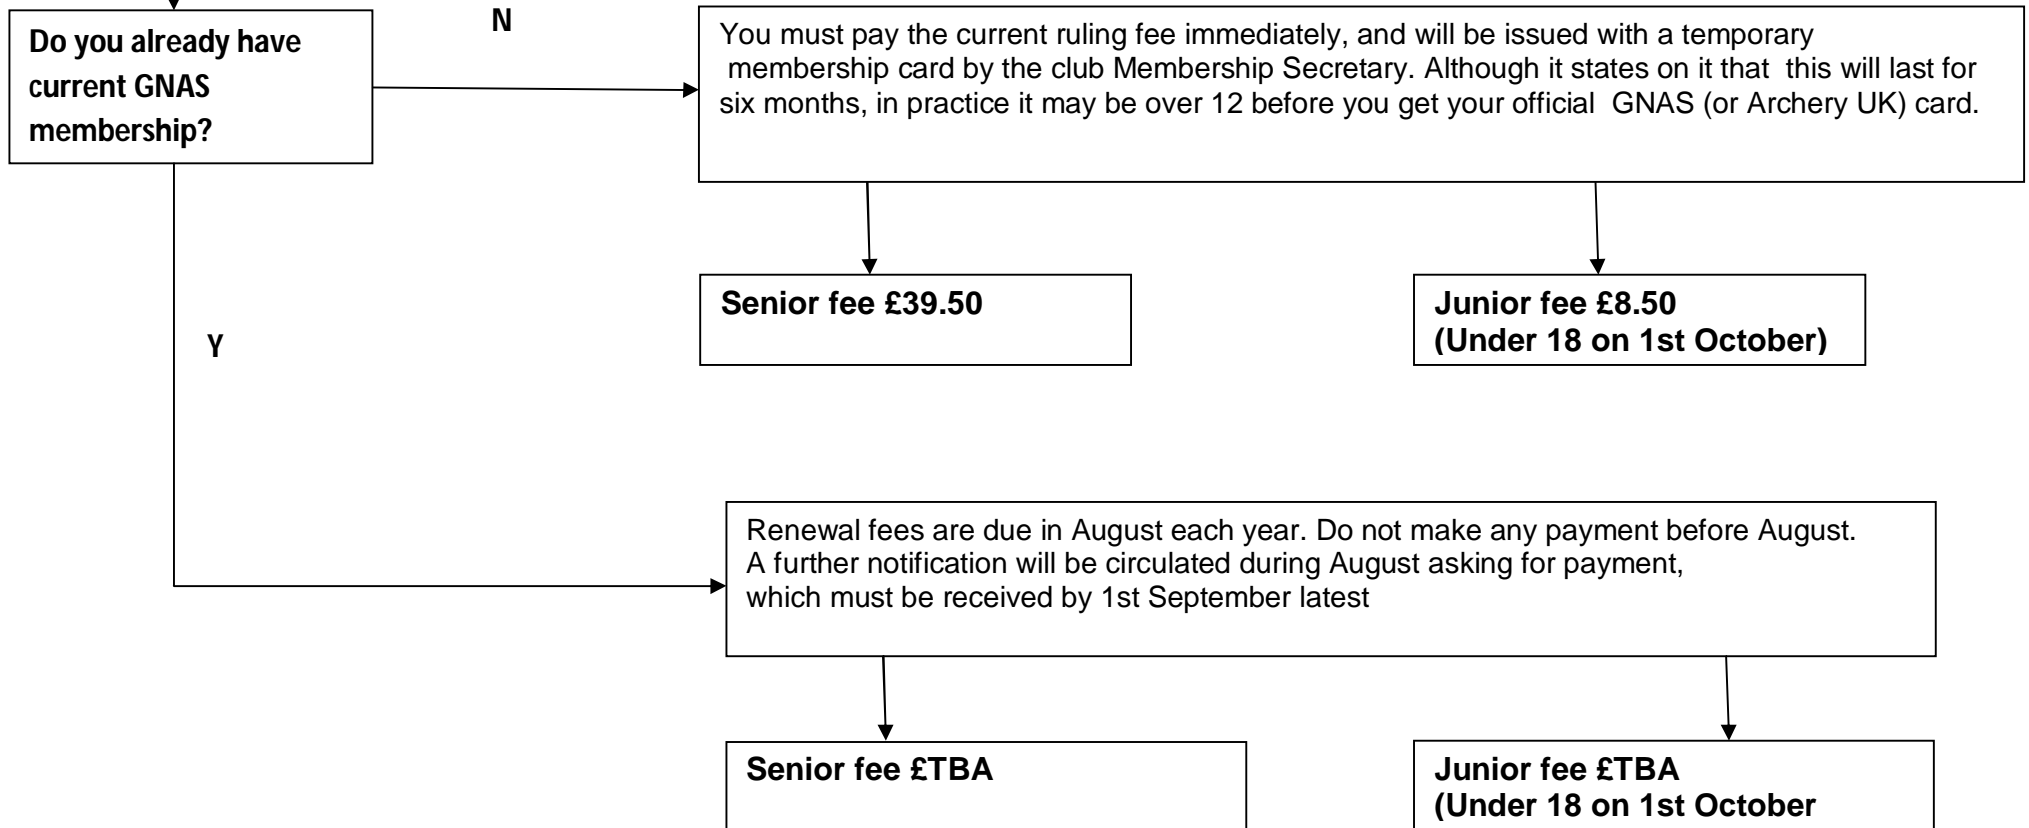 Do you already have
current GNAS
membership?
N
You must pay the current ruling fee immediately, and will be issued with a temporary
membership card by the club Membership Secretary. Although it states on it that  this will last for
six months, in practice it may be over 12 before you get your official  GNAS (or Archery UK) card.
Senior fee £39.50
Junior fee £8.50
(Under 18 on 1st October)
Y
Renewal fees are due in August each year. Do not make any payment before August.
A further notification will be circulated during August asking for payment,
which must be received by 1st September latest
Senior fee £TBA
Junior fee £TBA
(Under 18 on 1st October